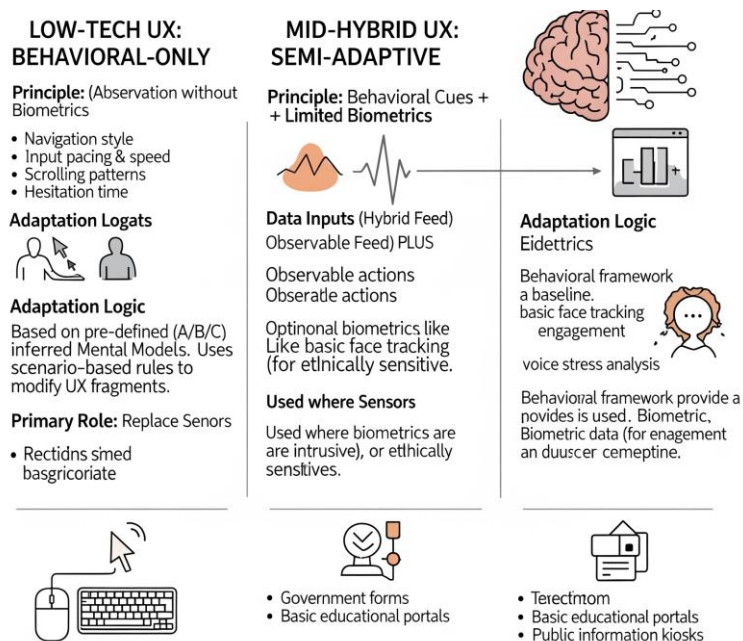 LOW-TECH UX:
BEHAVIORAL-ONLY
Principle: (Abservation without
Biometrics
• Navigation style
• Input pacing & speed
• Scrolling patterns
• Hesitation time
Adaptation Logats
Adaptation Logic
Based on pre-defined (A/B/C)
inferred Mental Models. Uses
scenario-based rules to
modify UX fragments.
Primary Role: Replace Senors
• Rectidns smed
basgricoriate
MID-HYBRID UX:
SEMI-ADAPTIVE
Principle: Behavioral Cues +
+ Limited Biometrics
Data Inputs (Hybrid Feed)
Observable Feed) PLUS
Observable actions
Obseratle actions
Optinonal biometrics like
Like basic face tracking
(for ethlnically sensitive.
Used where Sensors
Used where biometrics are
are intrusive), or etlhically
sensitives.
• Government forms
• Basic educational portals
Adaptation Logic
Eidettrics
Behavioral framework
a baseline.
basic face tracking
engagement
voice stress analysis
Behavioral framework provide a
novides is used. Biometric,
Biometric data (for enagement
an duuscer cemeptine.
• Terectmom
• Basic educational portals
• Public information kiosks